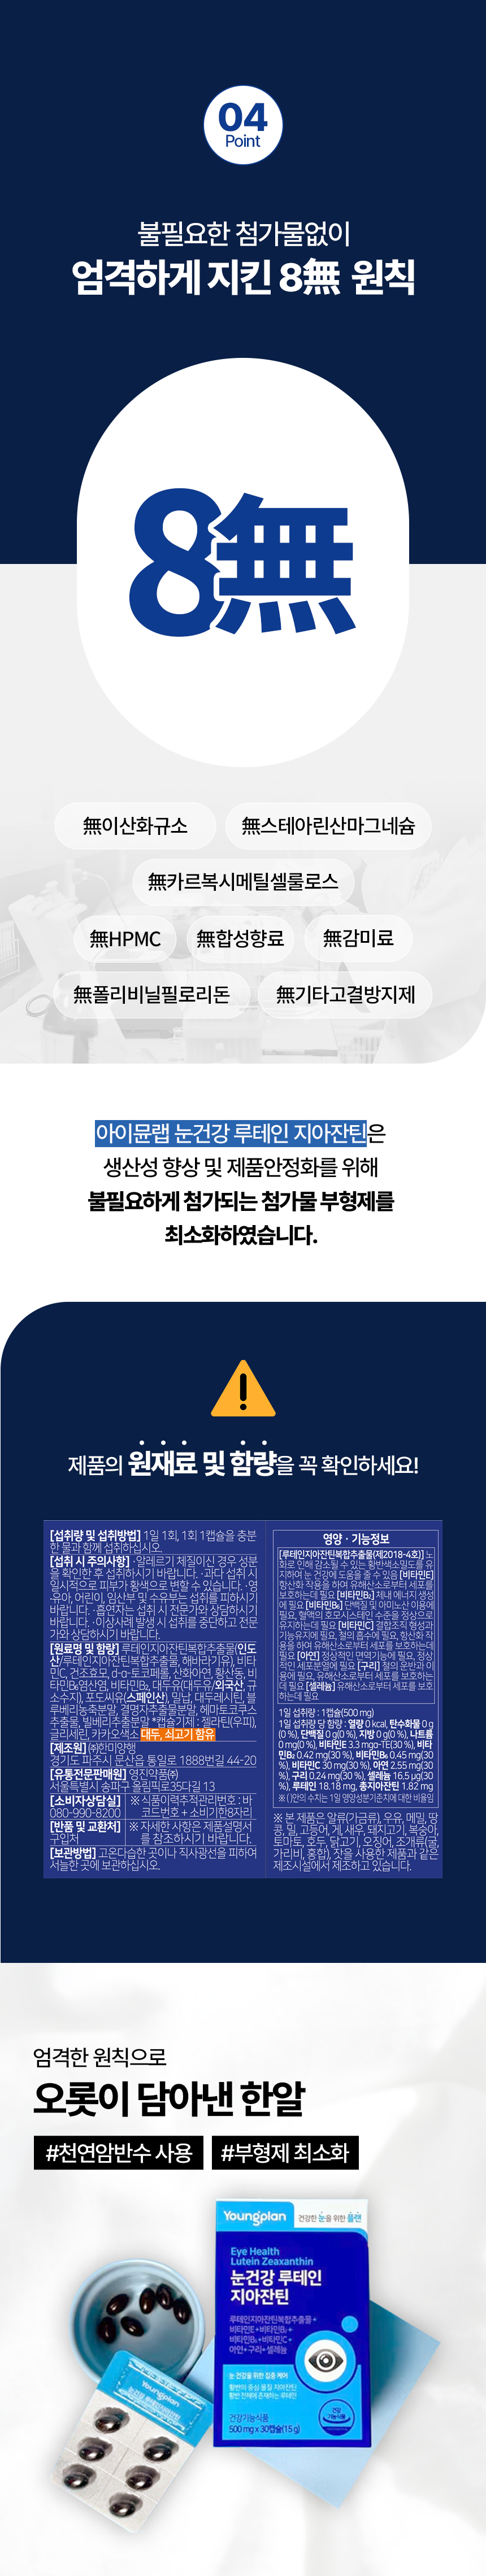 04
Point
불필요한 첨가물없이
엄격하게 지킨 8無 원칙
8無
無이산화규소
無스테아린산마그네슘
無카르복시메틸셀룰로스
無HPMC
無합성향료
無감미료
無폴리비닐필로리돈
無기타고결방지제
아이뮨랩 눈건강 루테인 지아잔틴은
생산성 향상 및 제품안정화를 위해
불필요하게 첨가되는 첨가물 부형제를
최소화하였습니다.
제품의 원재료 및 함량을 꼭 확인하세요!
[섭취량 및 섭취방법] 1일 1회, 1회 1캡슐을 충분
한 물과 함께 섭취하십시오.
[섭취 시 주의사항] ·알레르기 체질이신 경우 성분
을 확인한 후 섭취하시기 바랍니다. ·과다 섭취 시
일시적으로 피부가 황색으로 변할 수 있습니다. ·영
·유아, 어린이, 임산부 및 수유부는 섭취를 피하시기
바랍니다. ·흡연자는 섭취 시 전문가와 상담하시기
바랍니다. ·이상사례 발생 시 섭취를 중단하고 전문
가와 상담하시기 바랍니다.
[원료명 및 함량] 루테인지아잔틴복합추출물(인도
산/루테인지아잔틴복합추출물, 해바라기유), 비타
민C, 건조효모, d-α-토코페롤, 산화아연, 황산동, 비
타민B₆염산염, 비타민B₂, 대두유(대두유/외국산, 규
소수지), 포도씨유(스페인산), 밀납, 대두레시틴, 블
루베리농축분말, 결명자추출물분말, 헤마토코쿠스
추출물, 빌베리추출분말 *캡슐기제 : 젤라틴(우피),
글리세린, 카카오색소 대두, 쇠고기 함유
[제조원] ㈜한미양행
경기도 파주시 문산읍 통일로 1888번길 44-20
[유통전문판매원] 영진약품㈜
서울특별시 송파구 올림픽로35다길 13
[소비자상담실] ※ 식품이력추적관리번호 : 바
080-990-8200 코드번호 + 소비기한8자리
[반품 및 교환처] ※ 자세한 사항은 제품설명서
구입처 를 참조하시기 바랍니다.
[보관방법] 고온다습한 곳이나 직사광선을 피하여
서늘한 곳에 보관하십시오.
영양 · 기능정보
[루테인지아잔틴복합추출물(제2018-4호)] 노
화로 인해 감소될 수 있는 황반색소밀도를 유
지하여 눈 건강에 도움을 줄 수 있음 [비타민E]
항산화 작용을 하여 유해산소로부터 세포를
보호하는데 필요 [비타민B₂] 체내 에너지 생성
에 필요 [비타민B₆] 단백질 및 아미노산 이용에
필요, 혈액의 호모시스테인 수준을 정상으로
유지하는데 필요 [비타민C] 결합조직 형성과
기능유지에 필요, 철의 흡수에 필요, 항산화 작
용을 하여 유해산소로부터 세포를 보호하는데
필요 [아연] 정상적인 면역기능에 필요, 정상
적인 세포분열에 필요 [구리] 철의 운반과 이
용에 필요, 유해산소로부터 세포를 보호하는
데 필요 [셀레늄] 유해산소로부터 세포를 보호
하는데 필요
1일 섭취량 : 1캡슐(500 mg)
1일 섭취량 당 함량 : 열량 0 kcal, 탄수화물 0 g
(0 %), 단백질 0 g(0 %), 지방 0 g(0 %), 나트륨
0 mg(0 %), 비타민E 3.3 mgα-TE(30 %), 비타
민B₂ 0.42 mg(30 %), 비타민B₆ 0.45 mg(30
%), 비타민C 30 mg(30 %), 아연 2.55 mg(30
%), 구리 0.24 mg(30 %), 셀레늄 16.5 μg(30
%), 루테인 18.18 mg, 총지아잔틴 1.82 mg
※ ( )안의 수치는 1일 영양성분기준치에 대한 비율임
※ 본 제품은 알류(가금류), 우유, 메밀, 땅
콩, 밀, 고등어, 게, 새우, 돼지고기, 복숭아,
토마토, 호두, 닭고기, 오징어, 조개류(굴,
가리비, 홍합), 잣을 사용한 제품과 같은
제조시설에서 제조하고 있습니다.
엄격한 원칙으로
오롯이 담아낸 한알
#천연암반수 사용
#부형제 최소화
Youngplan
건강한 눈을 위한 플랜
Eye Health
Lutein Zeaxanthin
눈건강 루테인
지아잔틴
루테인지아잔틴복합추출물+
비타민E+비타민B₂+
비타민B₆+비타민C+
아연+구리+셀레늄
눈 건강을 위한 집중 케어
황반의 중심 물질 지아잔틴
황반 전체에 존재하는 루테인
건강기능식품
500 mg x 30캡슐(15 g)
건강
기능식품
Youngplan
눈건강 루테인 지아잔틴